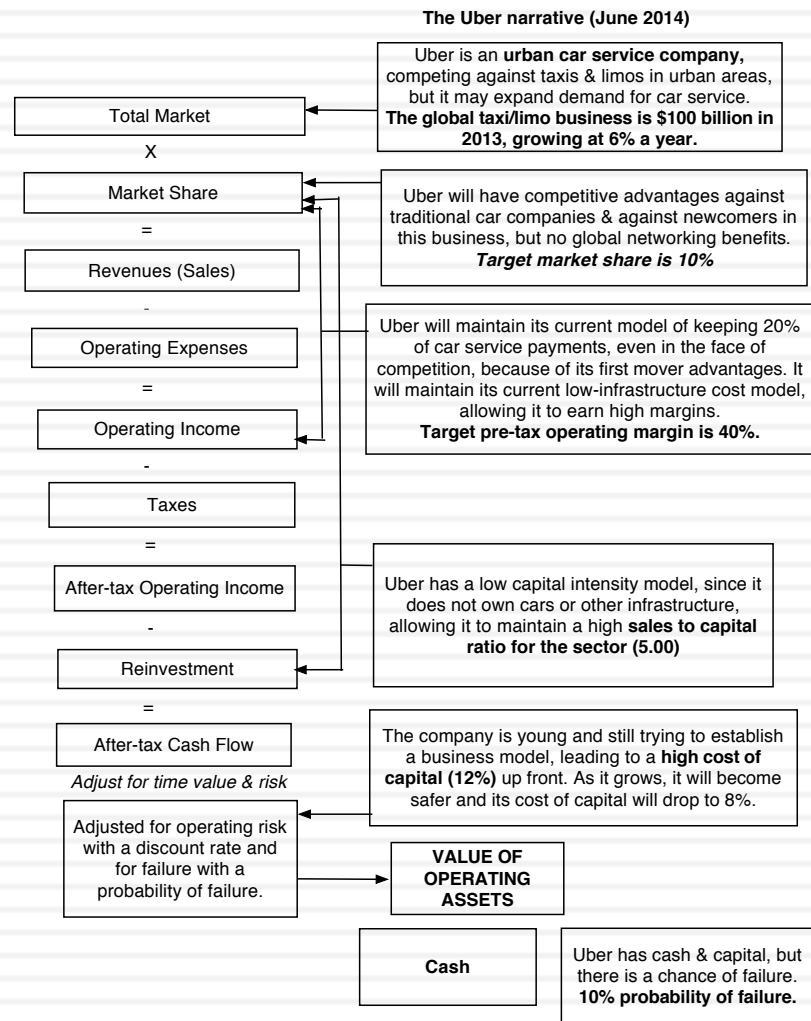 The Uber narrative (June 2014)
Uber is an urban car service company,
competing against taxis & limos in urban areas,
but it may expand demand for car service.
The global taxi/limo business is $100 billion in
2013, growing at 6% a year.
Total Market
X
Market Share
Uber will have competitive advantages against
traditional car companies & against newcomers in
this business, but no global networking benefits.
Target market share is 10%
=
Revenues (Sales)
-
Operating Expenses
=
Operating Income
Uber will maintain its current model of keeping 20%
of car service payments, even in the face of
competition, because of its first mover advantages. It
will maintain its current low-infrastructure cost model,
allowing it to earn high margins.
Target pre-tax operating margin is 40%.
-
Taxes
=
After-tax Operating Income
-
Reinvestment
Uber has a low capital intensity model, since it
does not own cars or other infrastructure,
allowing it to maintain a high sales to capital
ratio for the sector (5.00)
=
After-tax Cash Flow
Adjust for time value & risk
The company is young and still trying to establish
a business model, leading to a high cost of
capital (12%) up front. As it grows, it will become
safer and its cost of capital will drop to 8%.
Adjusted for operating risk
with a discount rate and
for failure with a
probability of failure.
VALUE OF
OPERATING
ASSETS
Cash
Uber has cash & capital, but
there is a chance of failure.
10% probability of failure.